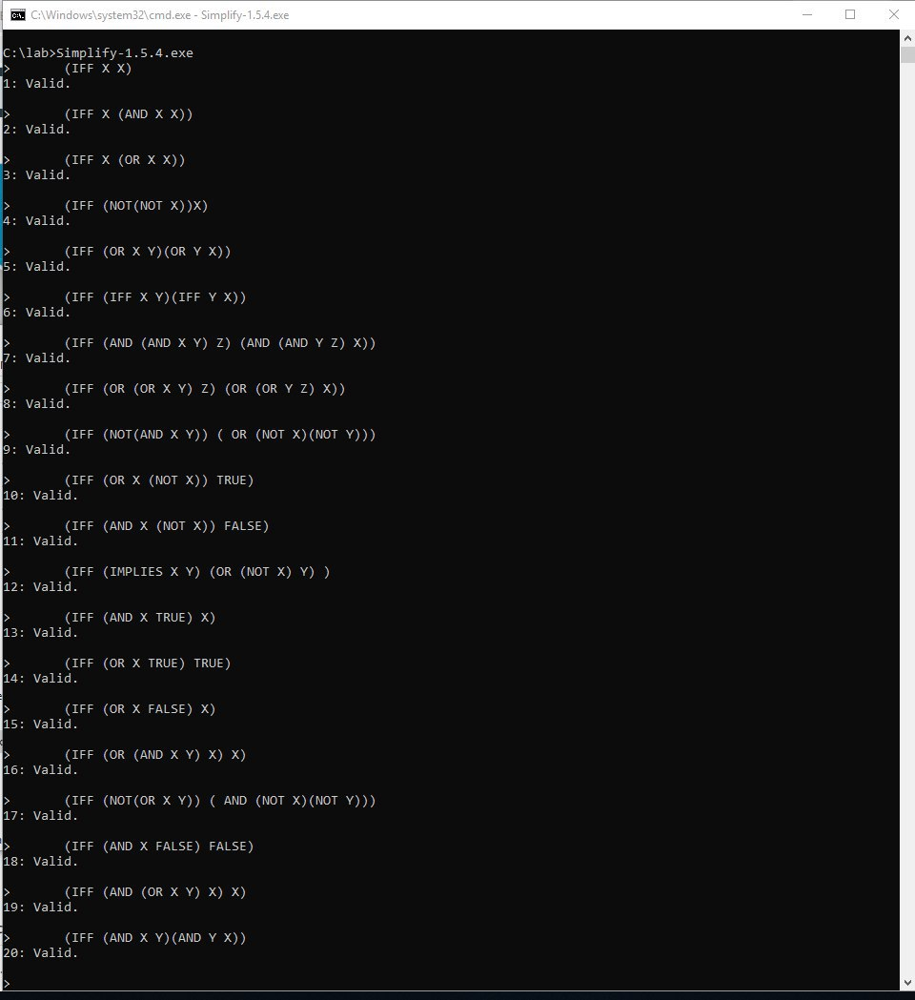 C:\Windows\system32\cmd.exe - Simplify-1.5.4.exe
C:\lab>Simplify-1.5.4.exe
>       (IFF X X)
1: Valid.
>       (IFF X (AND X X))
2: Valid.
>       (IFF X (OR X X))
3: Valid.
>       (IFF (NOT(NOT X))X)
4: Valid.
>       (IFF (OR X Y)(OR Y X))
5: Valid.
>       (IFF (IFF X Y)(IFF Y X))
6: Valid.
>       (IFF (AND (AND X Y) Z) (AND (AND Y Z) X))
7: Valid.
>       (IFF (OR (OR X Y) Z) (OR (OR Y Z) X))
8: Valid.
>       (IFF (NOT(AND X Y)) ( OR (NOT X)(NOT Y)))
9: Valid.
>       (IFF (OR X (NOT X)) TRUE)
10: Valid.
>       (IFF (AND X (NOT X)) FALSE)
11: Valid.
>       (IFF (IMPLIES X Y) (OR (NOT X) Y) )
12: Valid.
>       (IFF (AND X TRUE) X)
13: Valid.
>       (IFF (OR X TRUE) TRUE)
14: Valid.
>       (IFF (OR X FALSE) X)
15: Valid.
>       (IFF (OR (AND X Y) X) X)
16: Valid.
>       (IFF (NOT(OR X Y)) ( AND (NOT X)(NOT Y)))
17: Valid.
>       (IFF (AND X FALSE) FALSE)
18: Valid.
>       (IFF (AND (OR X Y) X) X)
19: Valid.
>       (IFF (AND X Y)(AND Y X))
20: Valid.
>